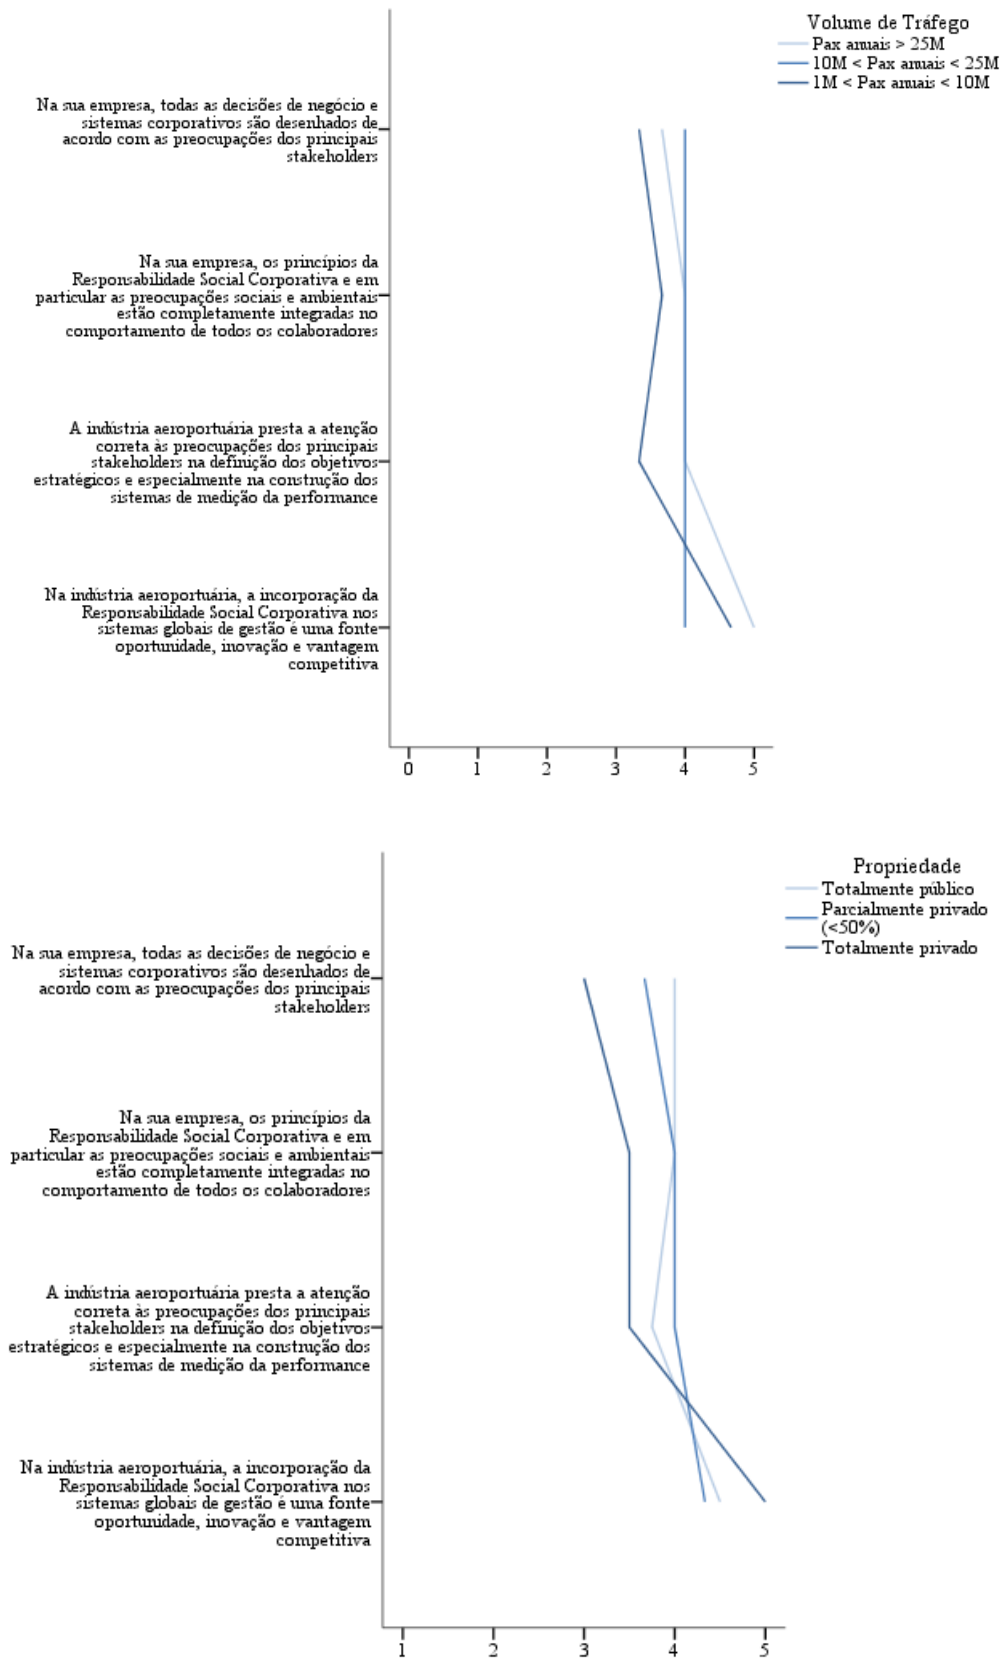 Volume de Tráfego
Pax anuais > 25M
10M < Pax anuais < 25M
1M < Pax anuais < 10M
Na sua empresa, todas as decisões de negócio e
sistemas corporativos são desenhados de
acordo com as preocupações dos principais
stakeholders
Na sua empresa, os princípios da
Responsabilidade Social Corporativa e em
particular as preocupações sociais e ambientais
estão completamente integradas no
comportamento de todos os colaboradores
A indústria aeroportuária presta a atenção
correta às preocupações dos principais
stakeholders na definição dos objetivos
estratégicos e especialmente na construção dos
sistemas de medição da performance
Na indústria aeroportuária, a incorporação da
Responsabilidade Social Corporativa nos
sistemas globais de gestão é uma fonte
oportunidade, inovação e vantagem
competitiva
0 1 2 3 4 5
Propriedade
Totalmente público
Parcialmente privado
(<50%)
Totalmente privado
Na sua empresa, todas as decisões de negócio e
sistemas corporativos são desenhados de
acordo com as preocupações dos principais
stakeholders
Na sua empresa, os princípios da
Responsabilidade Social Corporativa e em
particular as preocupações sociais e ambientais
estão completamente integradas no
comportamento de todos os colaboradores
A indústria aeroportuária presta a atenção
correta às preocupações dos principais
stakeholders na definição dos objetivos
estratégicos e especialmente na construção dos
sistemas de medição da performance
Na indústria aeroportuária, a incorporação da
Responsabilidade Social Corporativa nos
sistemas globais de gestão é uma fonte
oportunidade, inovação e vantagem
competitiva
1 2 3 4 5